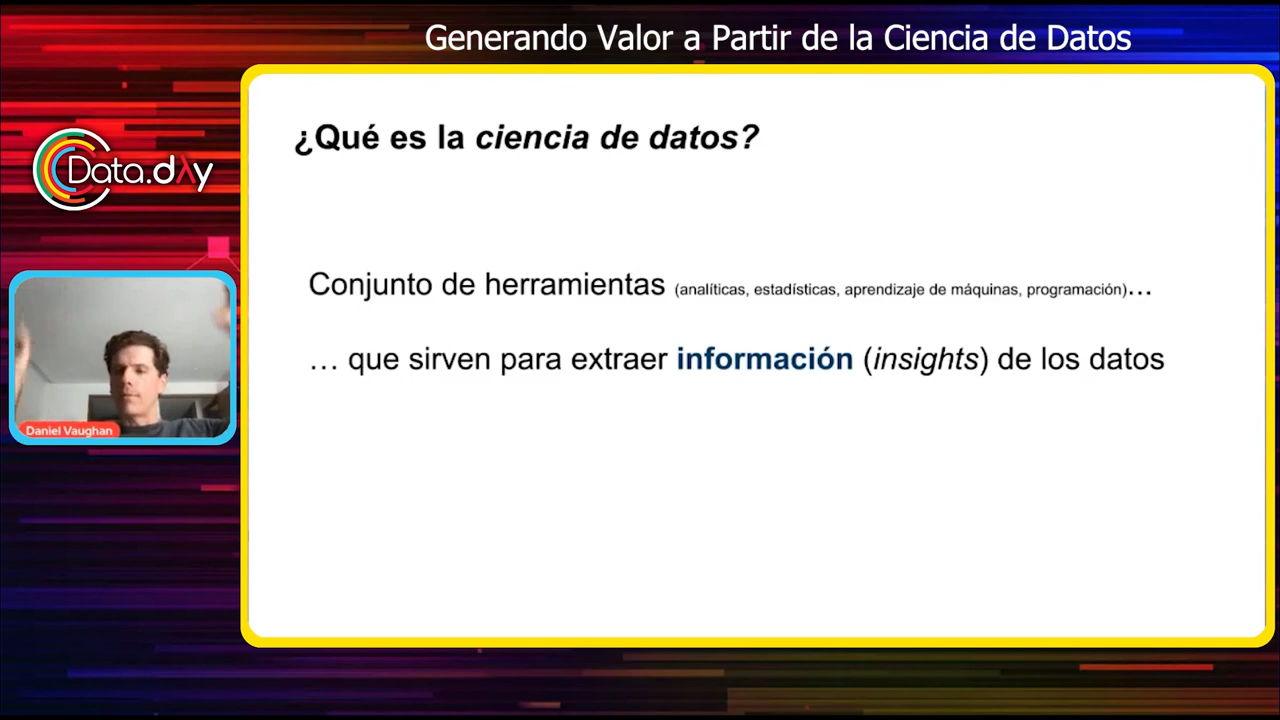 Generando Valor a Partir de la Ciencia de Datos
Data.dAy
¿Qué es la ciencia de datos?
Conjunto de herramientas (analíticas, estadísticas, aprendizaje de máquinas, programación)…
… que sirven para extraer información (insights) de los datos
Daniel Vaughan